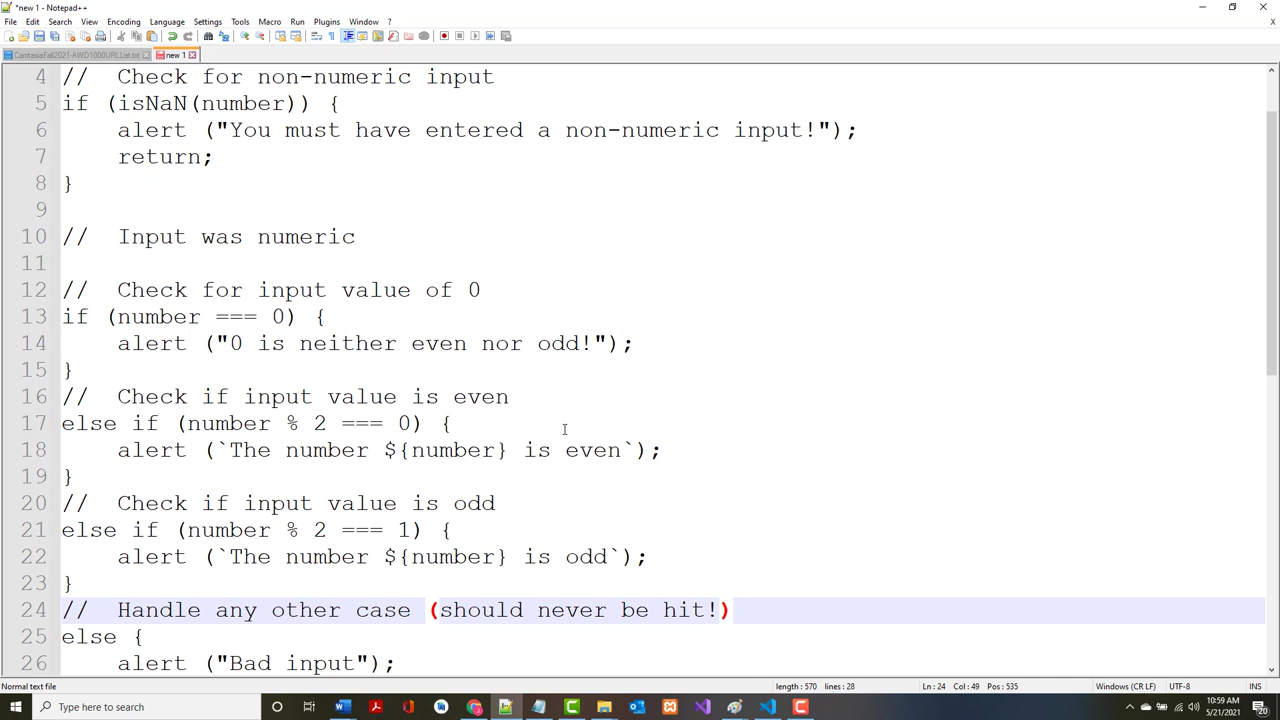 *new 1 - Notepad++
File Edit Search View Encoding Language Settings Tools Macro Run Plugins Window ?
CamtasiaFall2021-AWD1000URLList.txt new 1
4 //  Check for non-numeric input
5 if (isNaN(number)) {
6     alert ("You must have entered a non-numeric input!");
7     return;
8 }
9
10 //  Input was numeric
11
12 //  Check for input value of 0
13 if (number === 0) {
14     alert ("0 is neither even nor odd!");
15 }
16 //  Check if input value is even
17 else if (number % 2 === 0) {
18     alert (`The number ${number} is even`);
19 }
20 //  Check if input value is odd
21 else if (number % 2 === 1) {
22     alert (`The number ${number} is odd`);
23 }
24 //  Handle any other case (should never be hit!)
25 else {
26     alert ("Bad input");
Normal text file length : 570 lines : 28 Ln : 24 Col : 49 Pos : 535 Windows (CR LF) UTF-8 INS
Type here to search
10:59 AM
5/21/2021
20